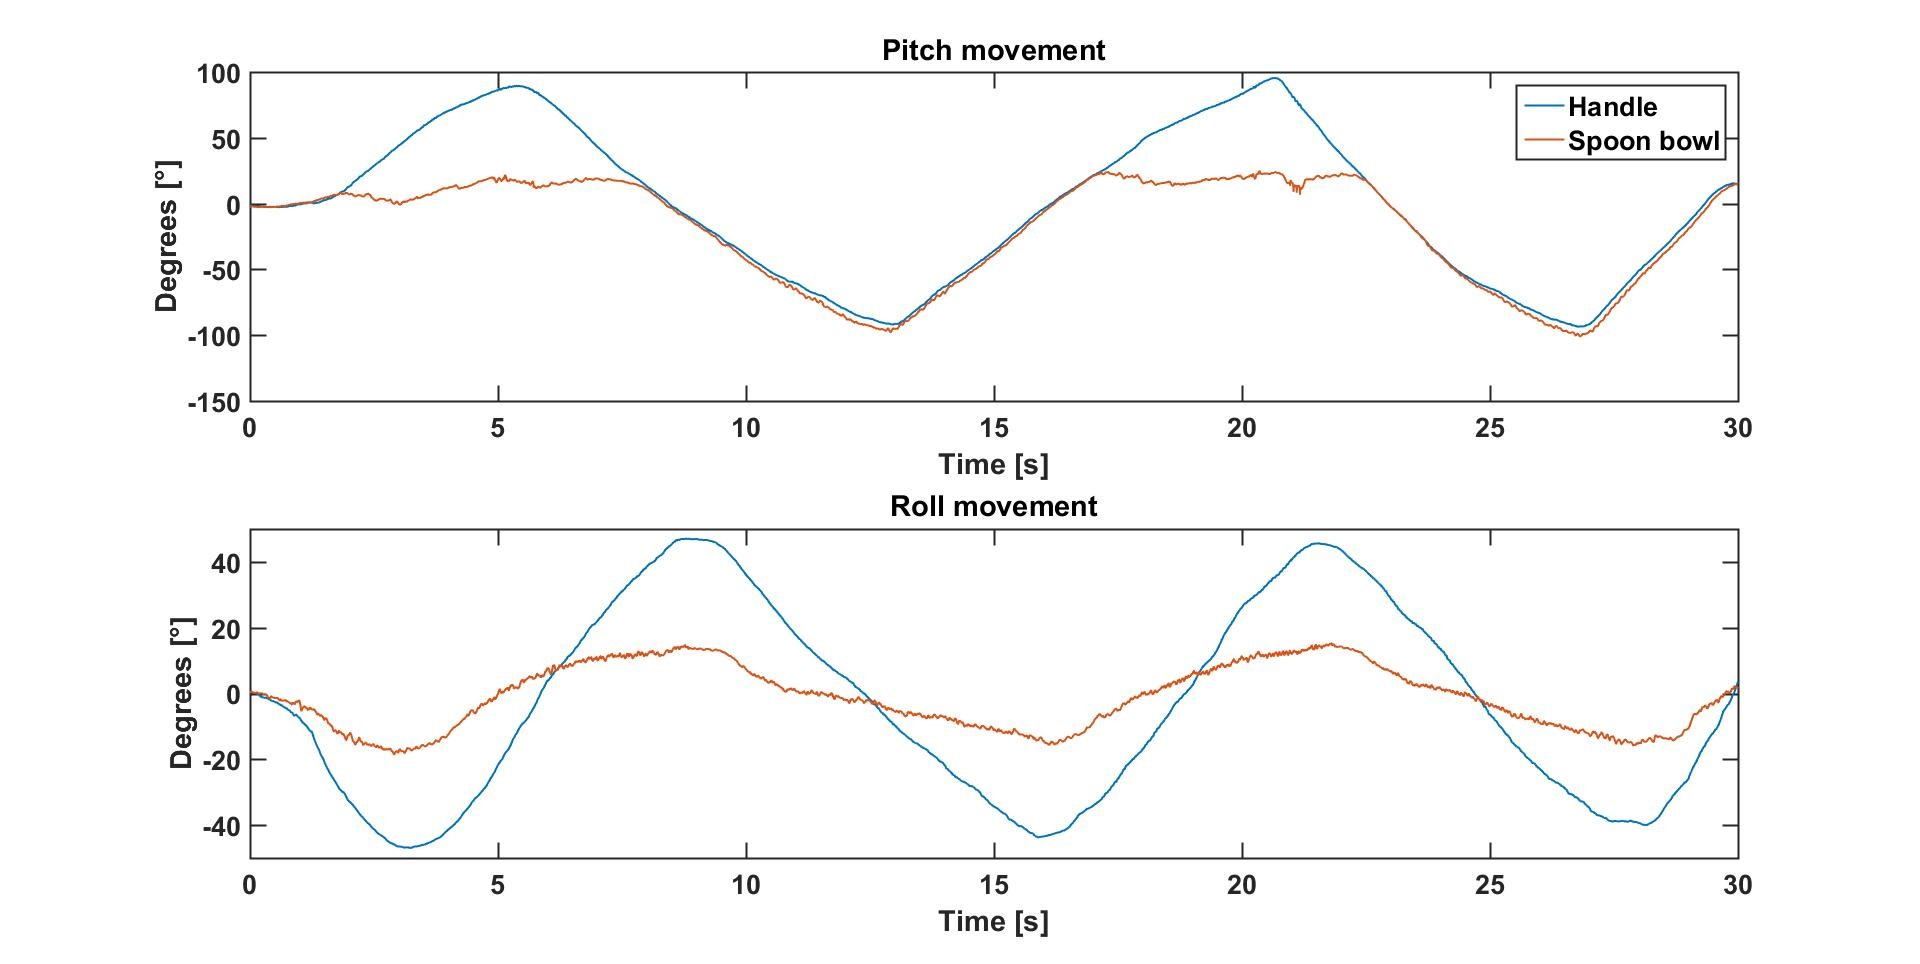 Pitch movement
100
50
0
-50
-100
-150
Degrees [°]
Handle
Spoon bowl
0 5 10 15 20 25 30
Time [s]
Roll movement
40
20
0
-20
-40
Degrees [°]
0 5 10 15 20 25 30
Time [s]